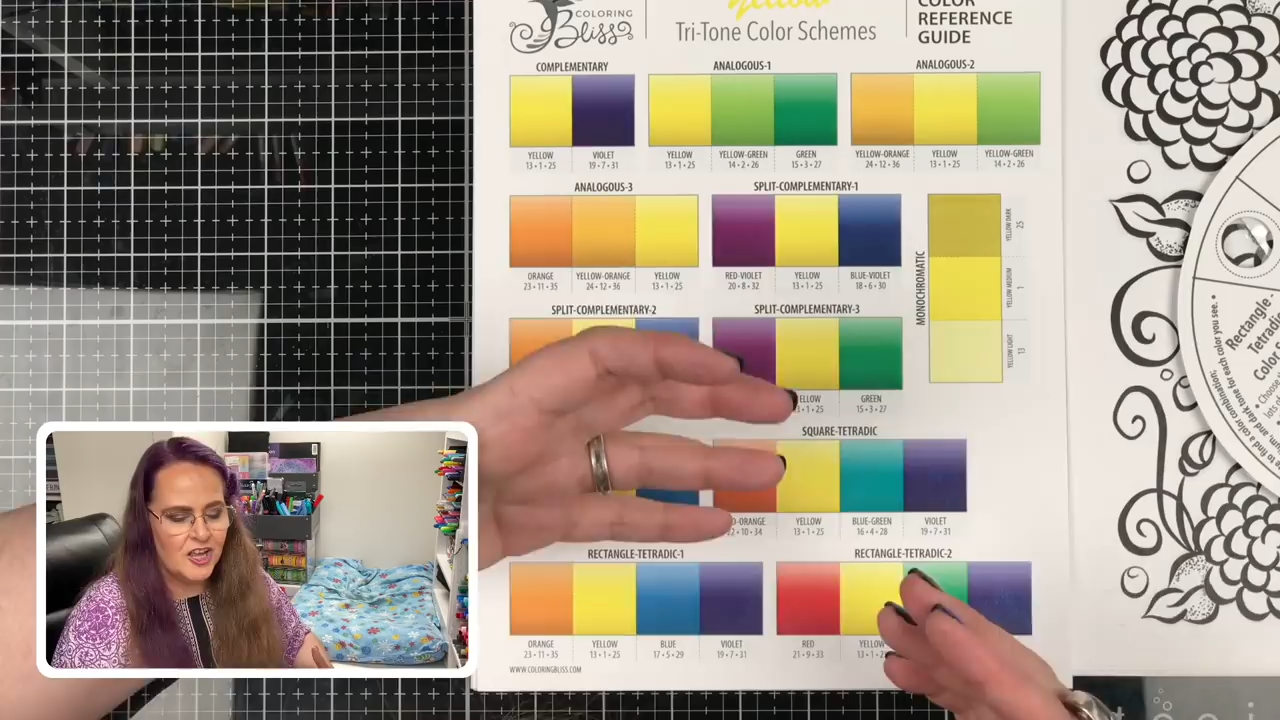 COLORING
Bliss
Yellow
Tri-Tone Color Schemes
COLOR
REFERENCE
GUIDE
COMPLEMENTARY
YELLOW
13 • 1 • 25
VIOLET
19 • 7 • 31
ANALOGOUS-1
YELLOW
13 • 1 • 25
YELLOW-GREEN
14 • 2 • 26
GREEN
15 • 3 • 27
ANALOGOUS-2
YELLOW-ORANGE
24 • 12 • 36
YELLOW
13 • 1 • 25
YELLOW-GREEN
14 • 2 • 26
ANALOGOUS-3
ORANGE
23 • 11 • 35
YELLOW-ORANGE
24 • 12 • 36
YELLOW
13 • 1 • 25
SPLIT-COMPLEMENTARY-1
RED-VIOLET
20 • 8 • 32
YELLOW
13 • 1 • 25
BLUE-VIOLET
18 • 6 • 30
MONOCHROMATIC
YELLOW DARK
25
YELLOW MEDIUM
1
YELLOW LIGHT
13
SPLIT-COMPLEMENTARY-2
SPLIT-COMPLEMENTARY-3
GREEN
15 • 3 • 27
SQUARE-TETRADIC
YELLOW
13 • 1 • 25
BLUE-GREEN
16 • 4 • 28
VIOLET
19 • 7 • 31
RECTANGLE-TETRADIC-1
ORANGE
23 • 11 • 35
YELLOW
13 • 1 • 25
BLUE
17 • 5 • 29
VIOLET
19 • 7 • 31
RECTANGLE-TETRADIC-2
RED
21 • 9 • 33
WWW.COLORINGBLISS.COM
Rectangle-